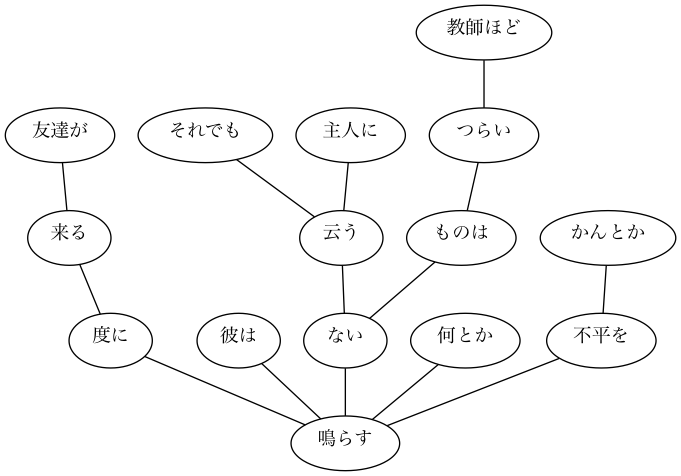 教師ほど
友達が
それでも
主人に
つらい
来る
云う
ものは
かんとか
度に
彼は
ない
何とか
不平を
鳴らす